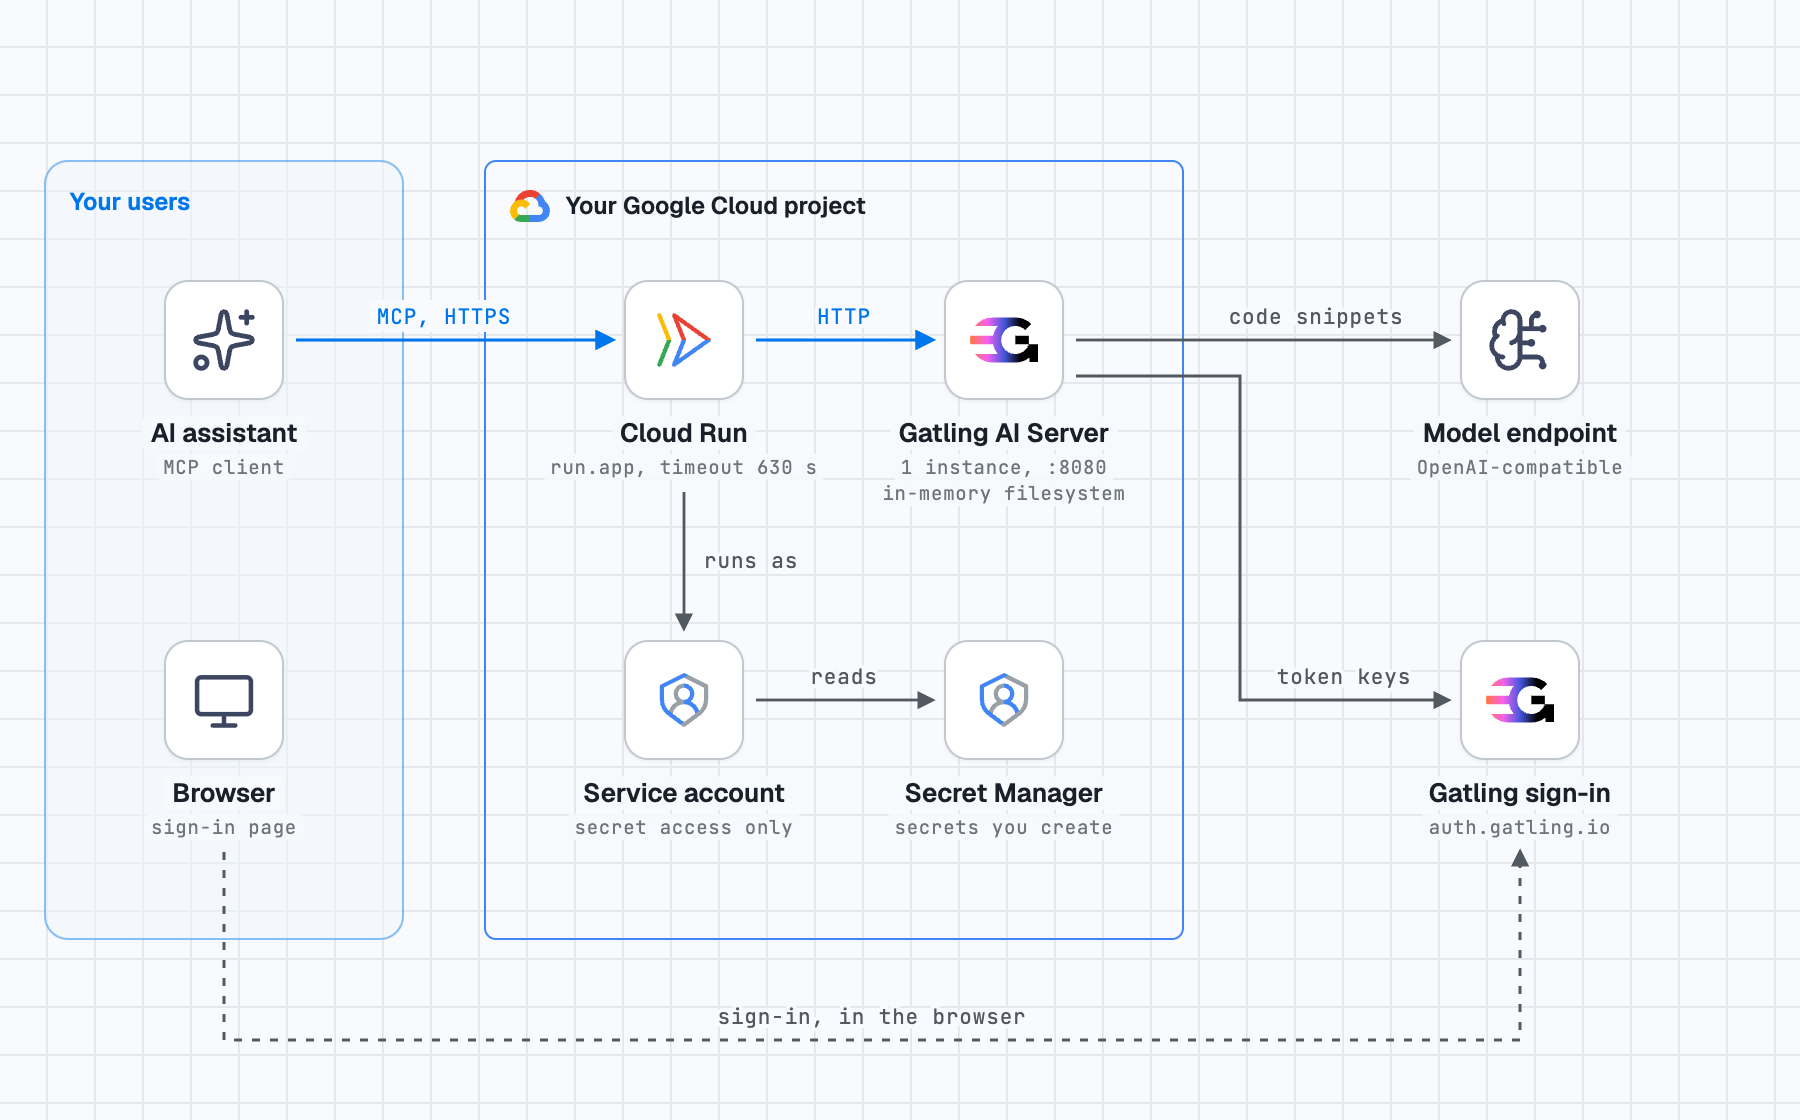 Your users
Your Google Cloud project
MCP, HTTPS
HTTP
code snippets
AI assistant
MCP client
Cloud Run
run.app, timeout 630 s
Gatling AI Server
1 instance, :8080
in-memory filesystem
Model endpoint
OpenAI-compatible
runs as
reads
token keys
Browser
sign-in page
Service account
secret access only
Secret Manager
secrets you create
Gatling sign-in
auth.gatling.io
sign-in, in the browser